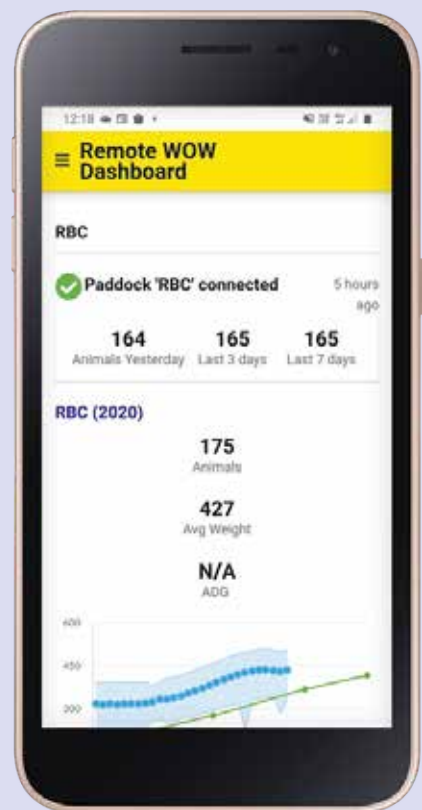 12:18
Remote WOW
Dashboard
RBC
Paddock 'RBC' connected
5 hours
ago
164 165 165
Animals Yesterday Last 3 days Last 7 days
RBC (2020)
175
Animals
427
Avg Weight
N/A
ADG
600
450
300